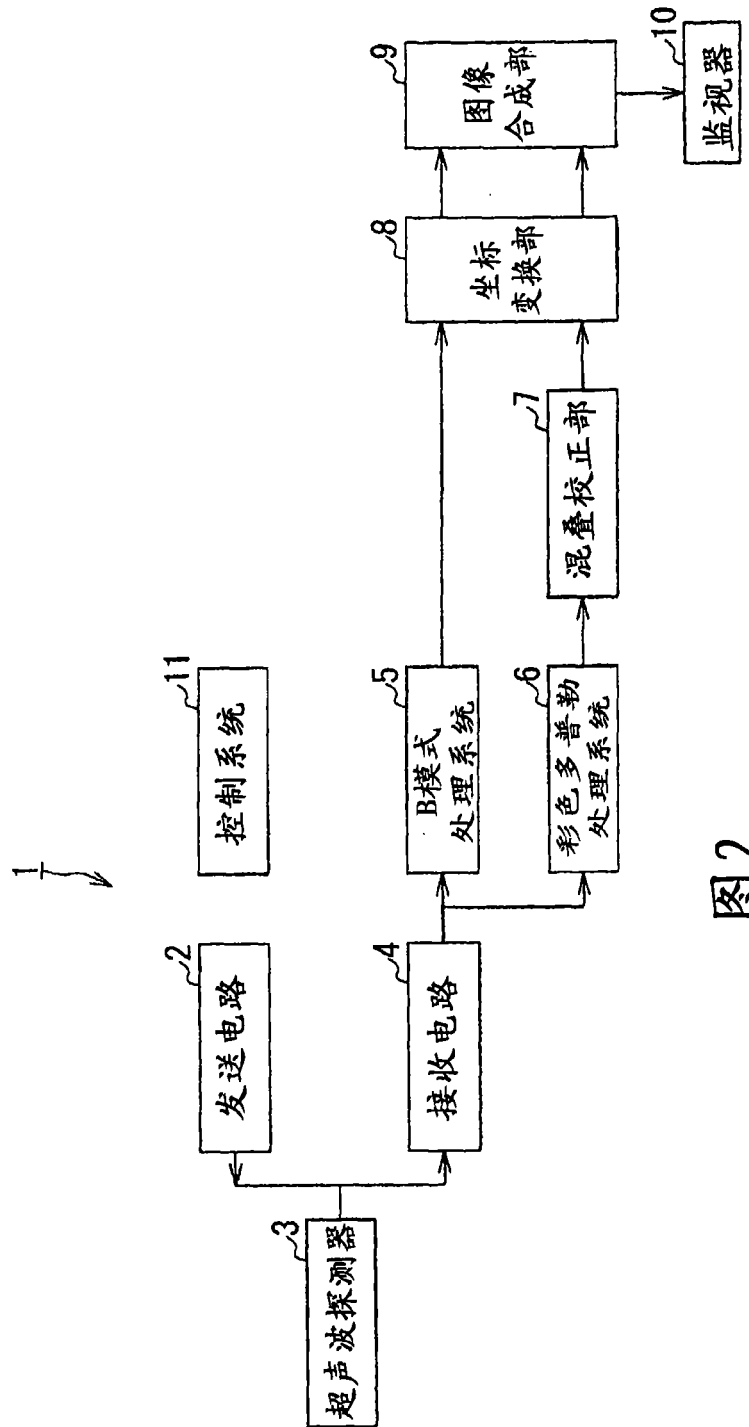 1
2
发送电路
11
控制系统
3
超声波探测器
4
接收电路
5
B模式
处理系统
6
彩色多普勒
处理系统
7
混叠校正部
8
坐标
变换部
9
图像
合成部
10
监视器
图2